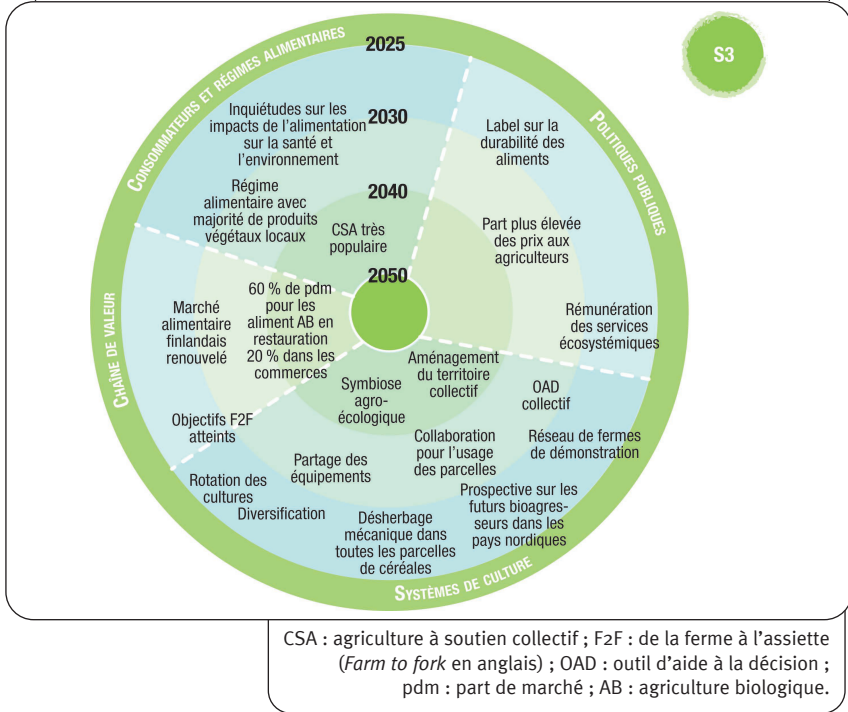 S3
CONSOMMATEURS ET RÉGIMES ALIMENTAIRES
2025
2030
2040
2050
Inquiétudes sur les
impacts de l'alimentation
sur la santé et
l'environnement
Régime
alimentaire avec
majorité de produits
végétaux locaux
CSA très
populaire
POLITIQUES PUBLIQUES
Label sur la
durabilité des
aliments
Part plus élevée
des prix aux
agriculteurs
Rémunération
des services
écosystémiques
CHAÎNE DE VALEUR
Marché
alimentaire
finlandais
renouvelé
60 % de pdm
pour les
aliment AB en
restauration
20 % dans les
commerces
Objectifs F2F
atteints
SYSTÈMES DE CULTURE
Aménagement
du territoire
collectif
Symbiose
agro-
écologique
OAD
collectif
Réseau de fermes
de démonstration
Collaboration
pour l'usage
des parcelles
Partage des
équipements
Rotation des
cultures
Diversification
Désherbage
mécanique dans
toutes les parcelles
de céréales
Prospective sur les
futurs bioagres-
seurs dans les
pays nordiques
CSA : agriculture à soutien collectif ; F2F : de la ferme à l'assiette
(Farm to fork en anglais) ; OAD : outil d'aide à la décision ;
pdm : part de marché ; AB : agriculture biologique.